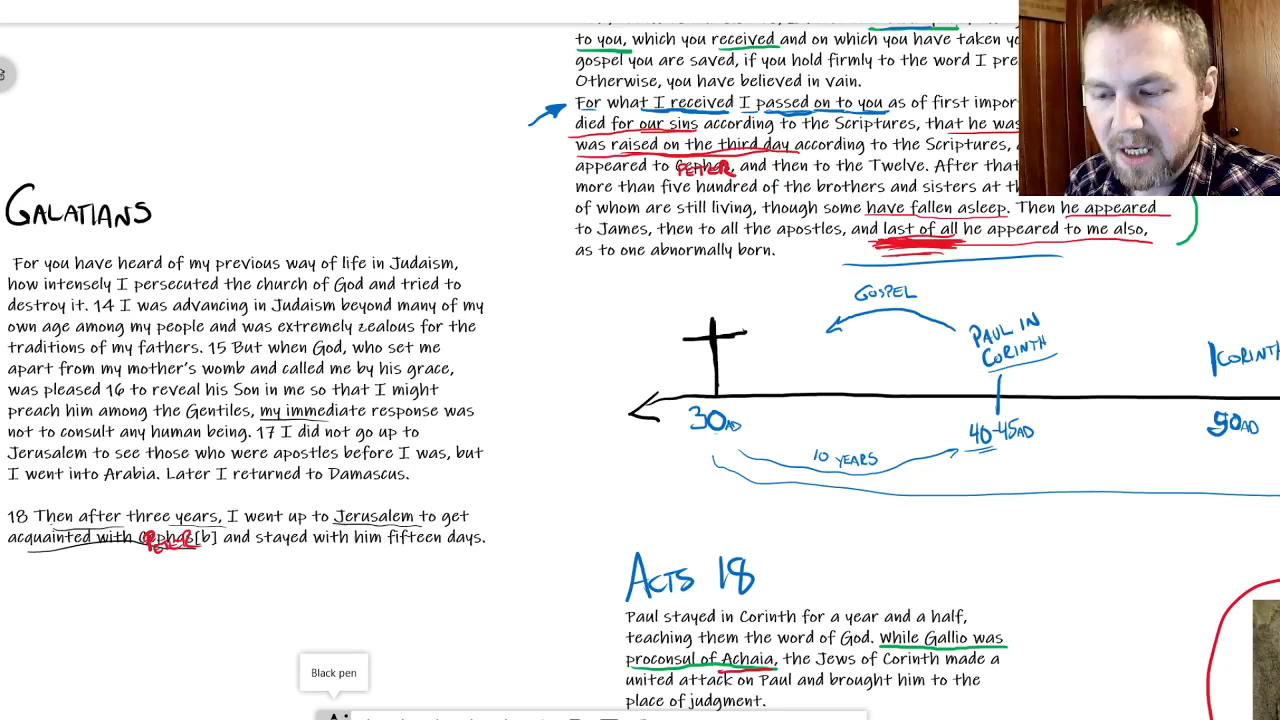 to you, which you received and on which you have taken
gospel you are saved, if you hold firmly to the word I
Otherwise, you have believed in vain.
For what I received I passed on to you as of first
died for our sins according to the Scriptures, that he was
was raised on the third day according to the Scriptures,
appeared to Cephas, and then to the Twelve. After that
PETER
more than five hundred of the brothers and sisters at
of whom are still living, though some have fallen asleep. Then he appeared
to James, then to all the apostles, and last of all he appeared to me also,
as to one abnormally born.
GALATIANS
For you have heard of my previous way of life in Judaism,
how intensely I persecuted the church of God and tried to
destroy it. 14 I was advancing in Judaism beyond many of my
own age among my people and was extremely zealous for the
traditions of my fathers. 15 But when God, who set me
apart from my mother's womb and called me by his grace,
was pleased 16 to reveal his Son in me so that I might
preach him among the Gentiles, my immediate response was
not to consult any human being. 17 I did not go up to
Jerusalem to see those who were apostles before I was, but
I went into Arabia. Later I returned to Damascus.
18 Then after three years, I went up to Jerusalem to get
acquainted with Cephas[b] and stayed with him fifteen days.
PETER
GOSPEL
PAUL IN
CORINTH
CORINTH
30AD
40-45AD
90AD
10 YEARS
ACTS 18
Paul stayed in Corinth for a year and a half,
teaching them the word of God. While Gallio was
proconsul of Achaia, the Jews of Corinth made a
united attack on Paul and brought him to the
place of judgment.
Black pen